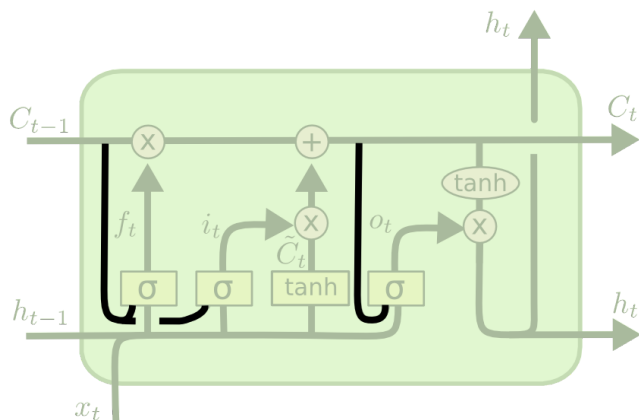 h_t
C_{t-1}
C_t
x
+
tanh
f_t
i_t
x
o_t
x
C̃_t
σ
σ
tanh
σ
h_{t-1}
h_t
x_t